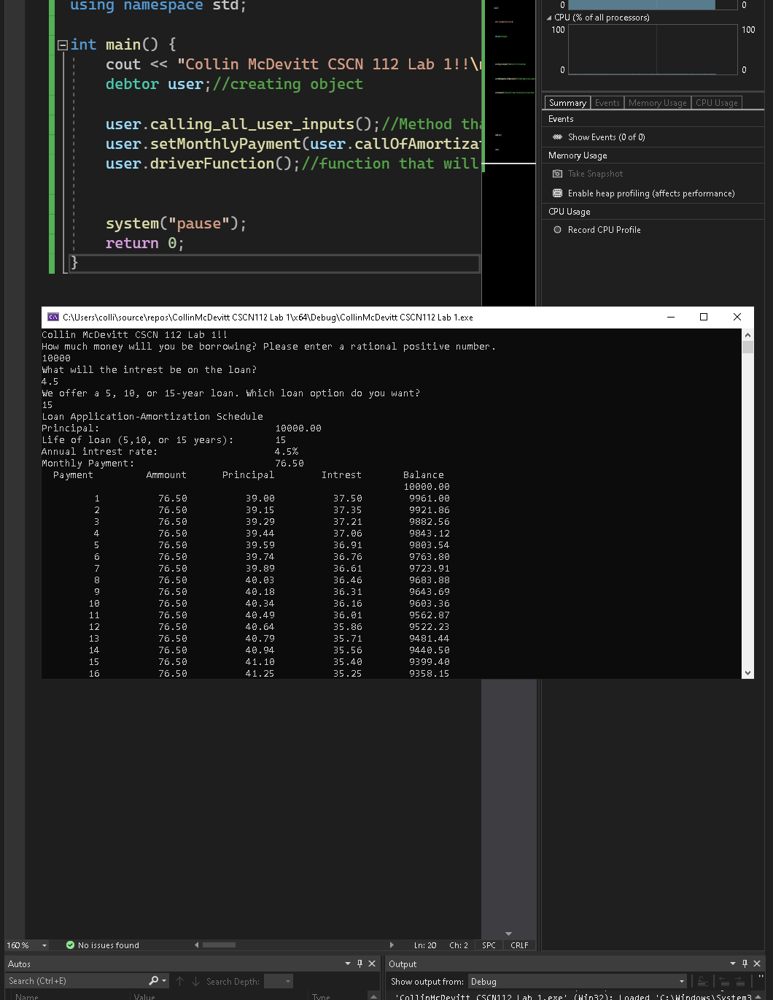 using namespace std;
int main() {
cout << "Collin McDevitt CSCN 112 Lab 1!!\
debtor user;//creating object
user.calling_all_user_inputs();//Method tha
user.setMonthlyPayment(user.callOfAmortizat
user.driverFunction();//function that will
system("pause");
return 0;
}
0 0
CPU (% of all processors)
100 100
0 0
Summary Events Memory Usage CPU Usage
Events
Show Events (0 of 0)
Memory Usage
Take Snapshot
Enable heap profiling (affects performance)
CPU Usage
Record CPU Profile
C:\Users\colli\source\repos\CollinMcDevitt CSCN112 Lab 1\x64\Debug\CollinMcDevitt CSCN112 Lab 1.exe
Collin McDevitt CSCN 112 Lab 1!!
How much money will you be borrowing? Please enter a rational positive number.
10000
What will the intrest be on the loan?
4.5
We offer a 5, 10, or 15-year loan. Which loan option do you want?
15
Loan Application-Amortization Schedule
Principal: 10000.00
Life of loan (5,10, or 15 years): 15
Annual intrest rate: 4.5%
Monthly Payment: 76.50
Payment Ammount Principal Intrest Balance
10000.00
1 76.50 39.00 37.50 9961.00
2 76.50 39.15 37.35 9921.86
3 76.50 39.29 37.21 9882.56
4 76.50 39.44 37.06 9843.12
5 76.50 39.59 36.91 9803.54
6 76.50 39.74 36.76 9763.80
7 76.50 39.89 36.61 9723.91
8 76.50 40.03 36.46 9683.88
9 76.50 40.18 36.31 9643.69
10 76.50 40.34 36.16 9603.36
11 76.50 40.49 36.01 9562.87
12 76.50 40.64 35.86 9522.23
13 76.50 40.79 35.71 9481.44
14 76.50 40.94 35.56 9440.50
15 76.50 41.10 35.40 9399.40
16 76.50 41.25 35.25 9358.15
160 % No issues found Ln: 20 Ch: 2 SPC CRLF
Autos
Search (Ctrl+E) Search Depth:
Name Value Type
Output
Show output from: Debug
'CollinMcDevitt CSCN112 Lab 1.exe' (Win32): Loaded 'C:\Windows\System3